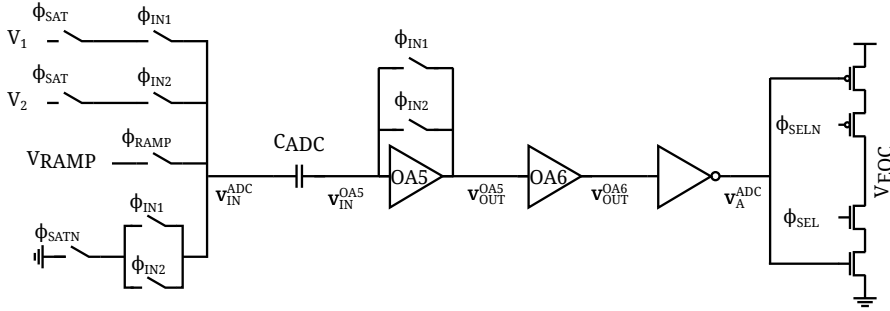 ϕSAT
ϕIN1
V1
ϕSAT
ϕIN2
V2
ϕRAMP
VRAMP
ϕSATN
ϕIN1
ϕIN2
vINADC
CADC
vINOA5
ϕIN1
ϕIN2
OA5
vOUTOA5
OA6
vOUTOA6
vAADC
ϕSELN
ϕSEL
VEOC